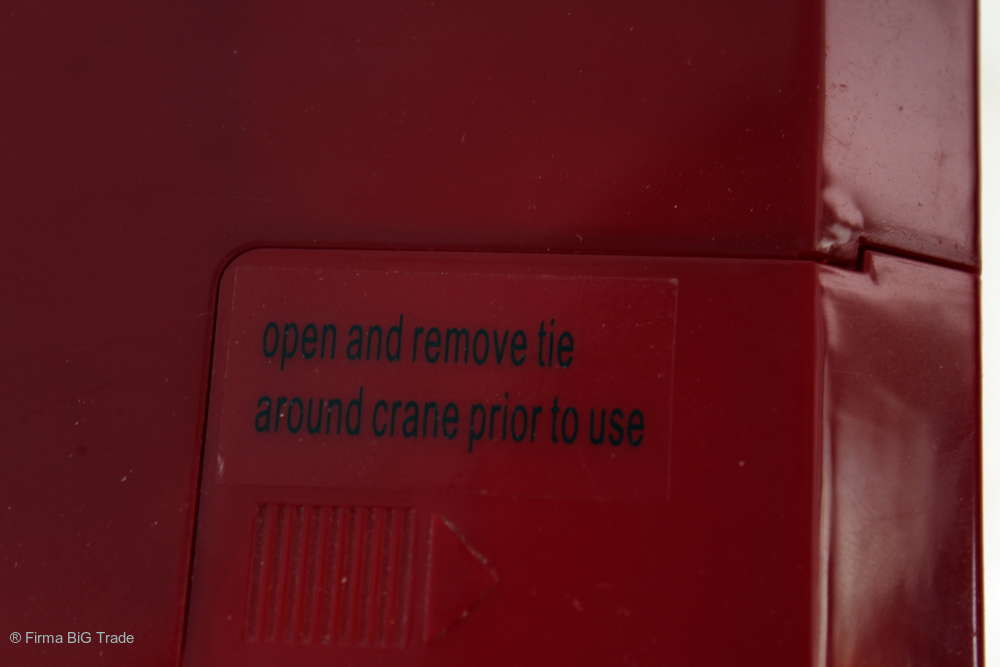 open and remove tie
around crane prior to use
® Firma BiG Trade